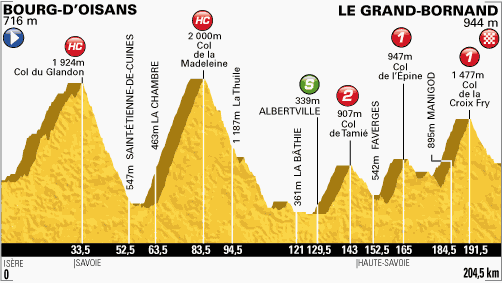 BOURG-D'OISANS
716 m
LE GRAND-BORNAND
944 m
HC
1 924m
Col du Glandon
547m SAINT-ÉTIENNE-DE-CUINES
463m LA CHAMBRE
HC
2 000m
Col
de la
Madeleine
1 187m La Thuile
S
339m
ALBERTVILLE
361m LA BÂTHIE
2
907m
Col
de Tamié
542m FAVERGES
1
947m
Col
de l'Épine
895m MANIGOD
1
1 477m
Col
de la
Croix Fry
33,5 52,5 63,5 83,5 94,5 121 129,5 143 152,5 165 184,5 191,5
ISÈRE |SAVOIE |HAUTE-SAVOIE
0 204,5 km